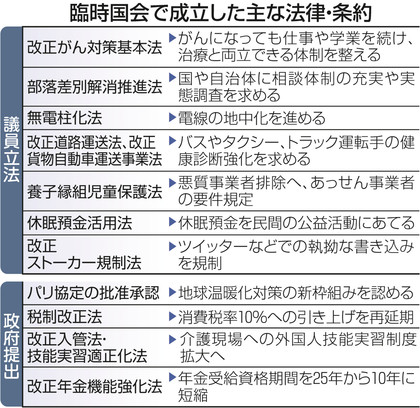 臨時国会で成立した主な法律・条約
議員立法
改正がん対策基本法
▶がんになっても仕事や学業を続け、
治療と両立できる体制を整える
部落差別解消推進法
▶国や自治体に相談体制の充実や実
態調査を求める
無電柱化法
▶電線の地中化を進める
改正道路運送法、改正
貨物自動車運送事業法
▶バスやタクシー、トラック運転手の健
康診断強化を求める
養子縁組児童保護法
▶悪質事業者排除へ、あっせん事業者
の要件規定
休眠預金活用法
▶休眠預金を民間の公益活動にあてる
改正
ストーカー規制法
▶ツイッターなどでの執拗な書き込み
を規制
政府提出
パリ協定の批准承認
▶地球温暖化対策の新枠組みを認める
税制改正法
▶消費税率10%への引き上げを再延期
改正入管法・
技能実習適正化法
▶介護現場への外国人技能実習制度
拡大へ
改正年金機能強化法
▶年金受給資格期間を25年から10年に
短縮